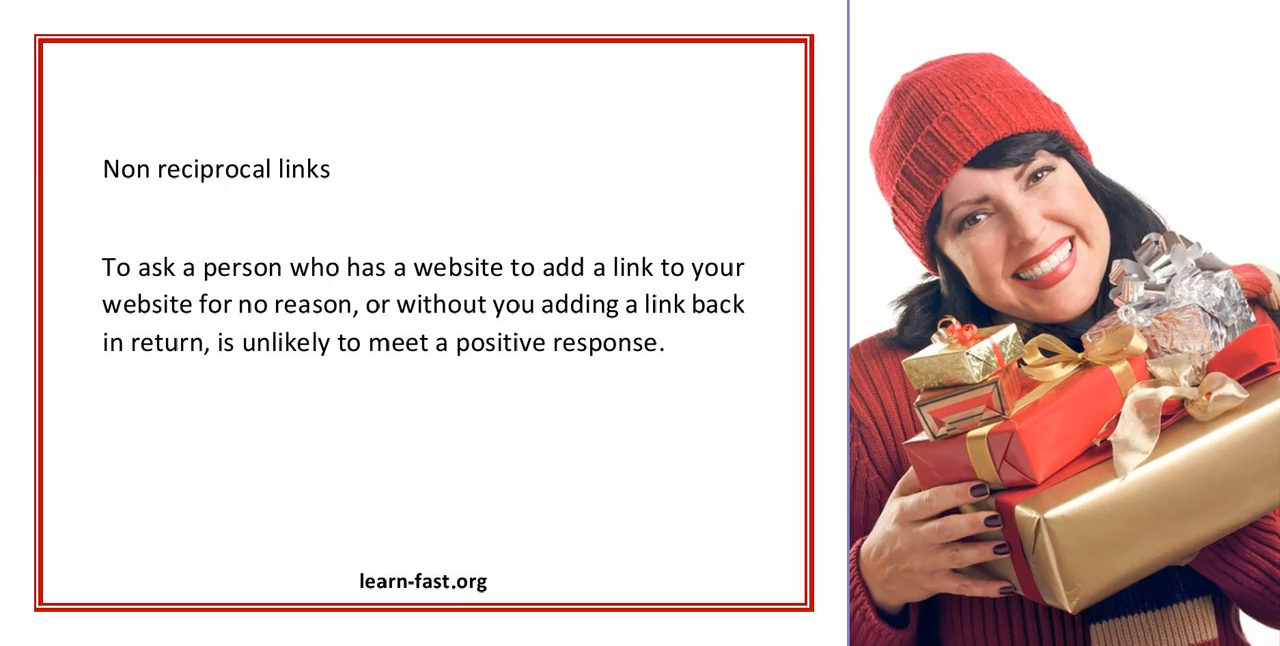 Non reciprocal links
To ask a person who has a website to add a link to your
website for no reason, or without you adding a link back
in return, is unlikely to meet a positive response.
learn-fast.org